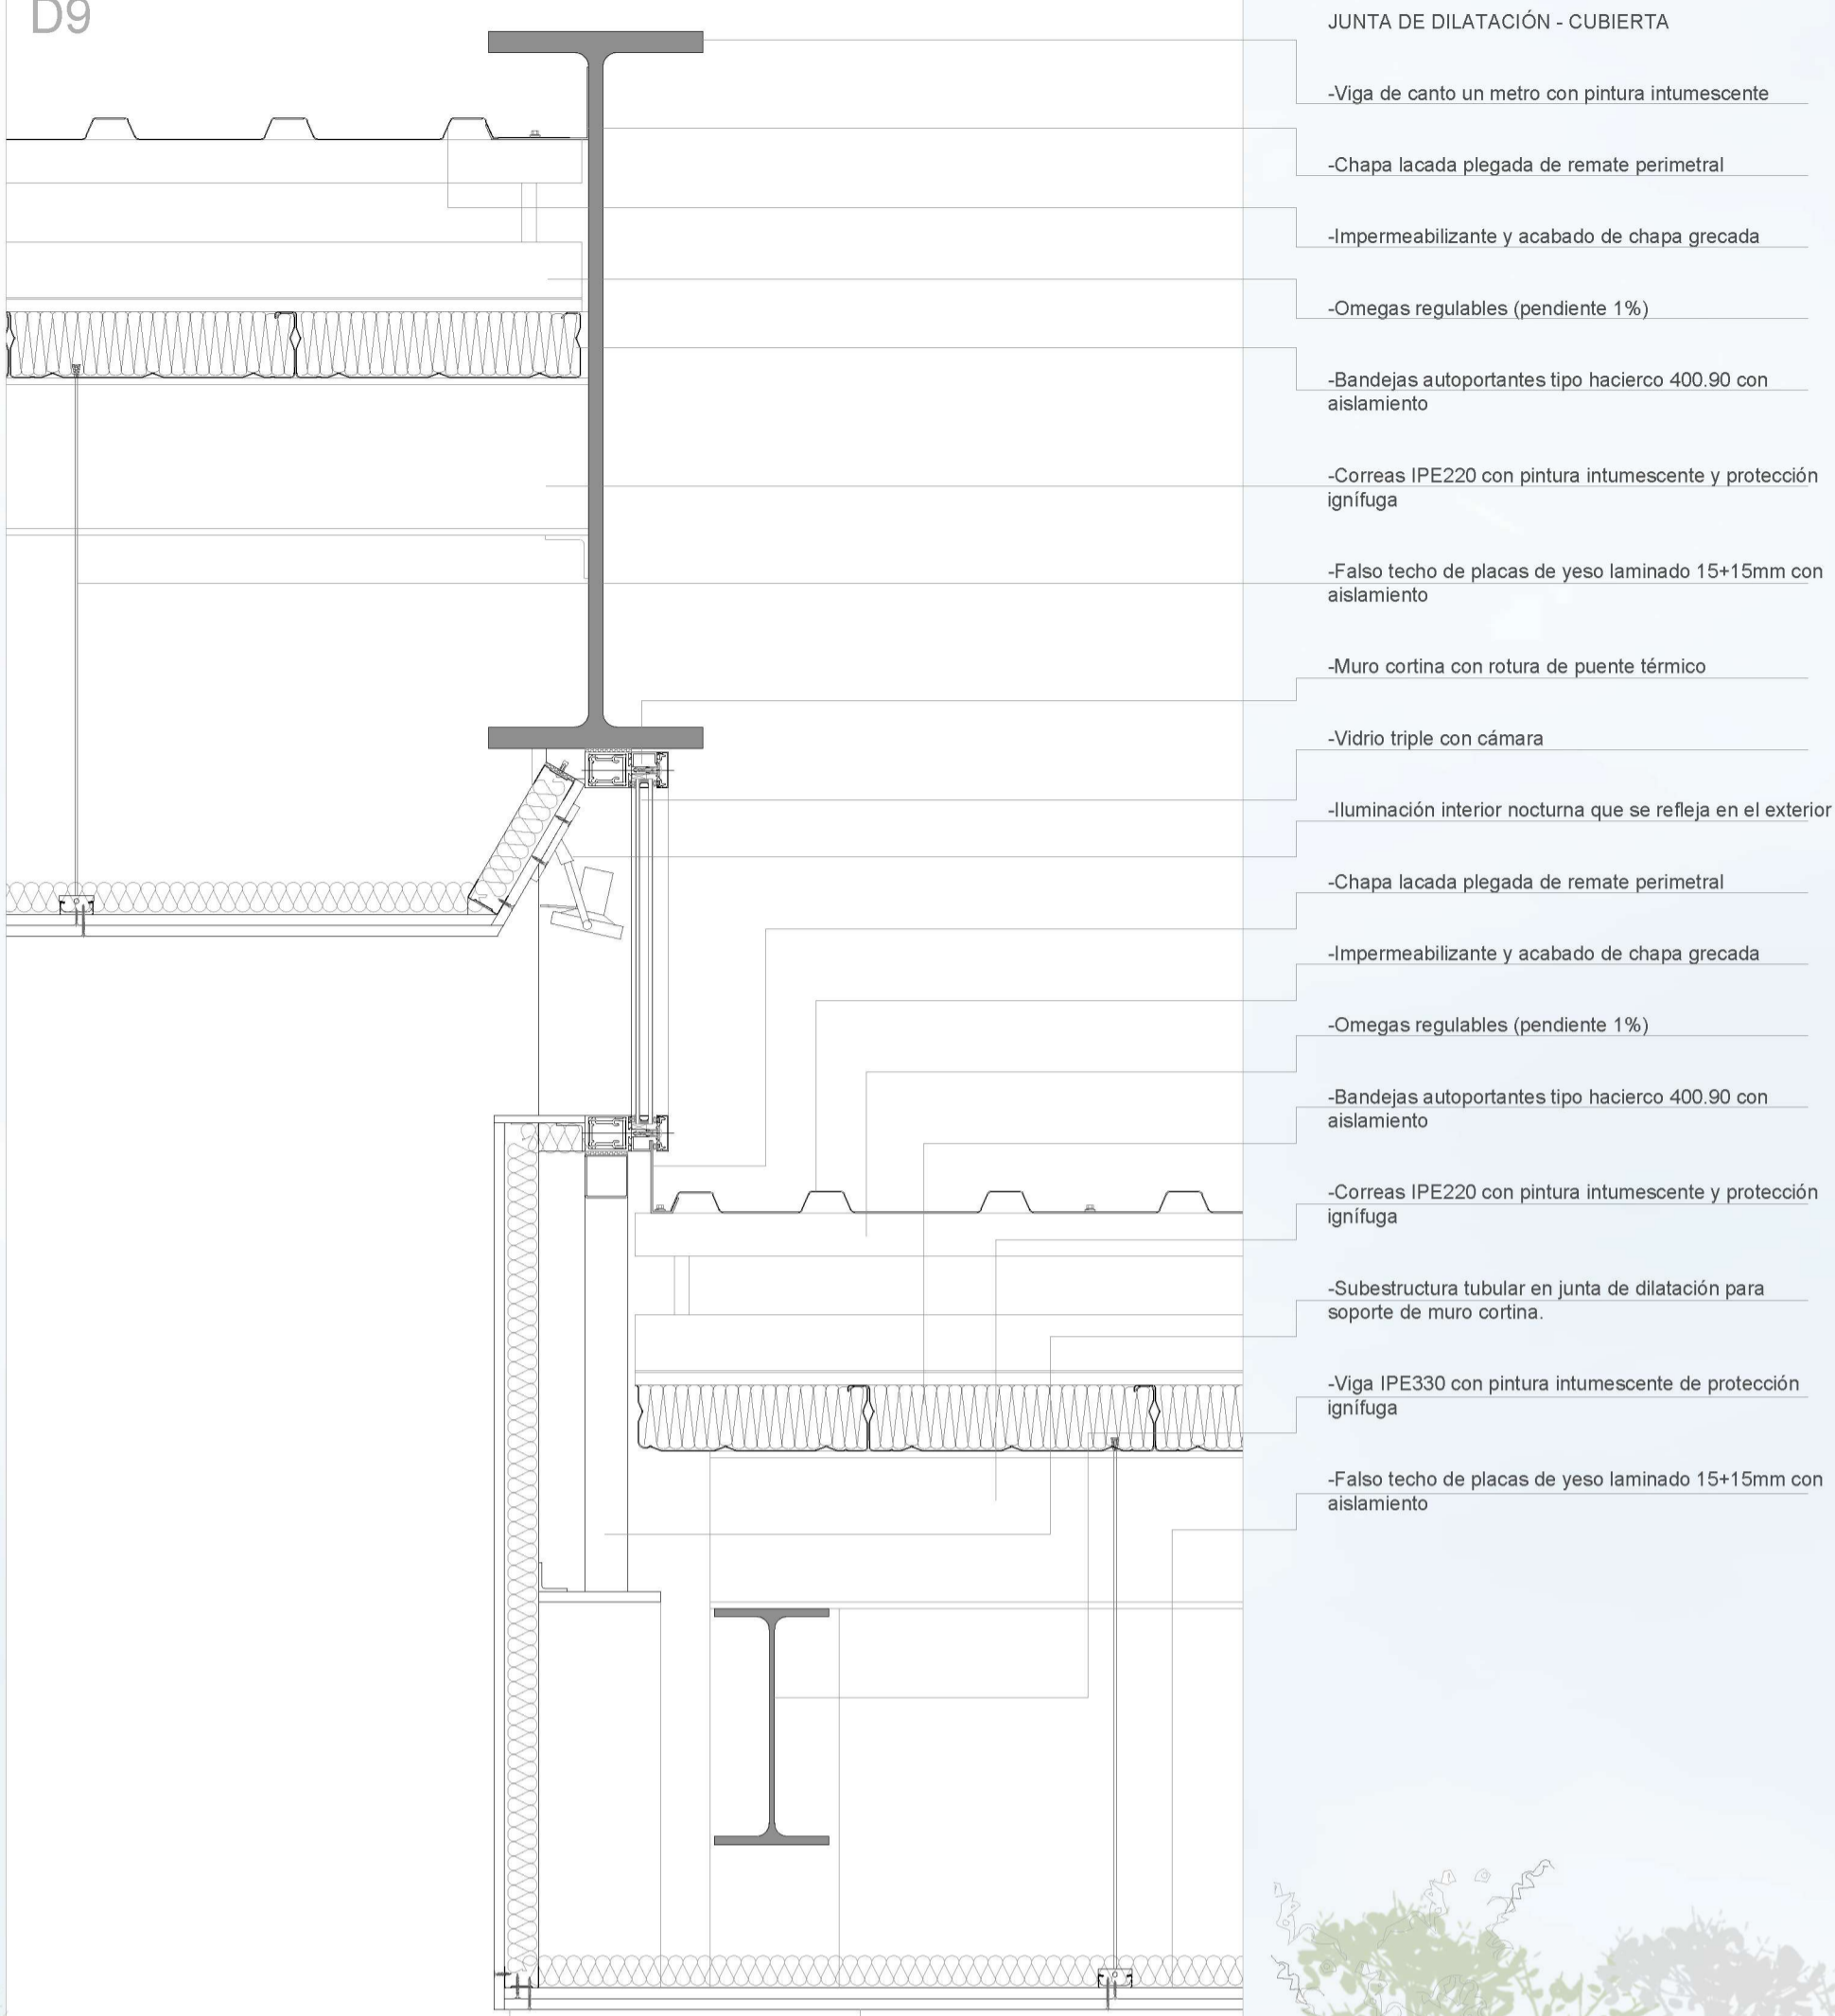 D9
JUNTA DE DILATACIÓN - CUBIERTA
-Viga de canto un metro con pintura intumescente
-Chapa lacada plegada de remate perimetral
-Impermeabilizante y acabado de chapa grecada
-Omegas regulables (pendiente 1%)
-Bandejas autoportantes tipo hacierco 400.90 con
aislamiento
-Correas IPE220 con pintura intumescente y protección
ignífuga
-Falso techo de placas de yeso laminado 15+15mm con
aislamiento
-Muro cortina con rotura de puente térmico
-Vidrio triple con cámara
-Iluminación interior nocturna que se refleja en el exterior
-Chapa lacada plegada de remate perimetral
-Impermeabilizante y acabado de chapa grecada
-Omegas regulables (pendiente 1%)
-Bandejas autoportantes tipo hacierco 400.90 con
aislamiento
-Correas IPE220 con pintura intumescente y protección
ignífuga
-Subestructura tubular en junta de dilatación para
soporte de muro cortina.
-Viga IPE330 con pintura intumescente de protección
ignífuga
-Falso techo de placas de yeso laminado 15+15mm con
aislamiento